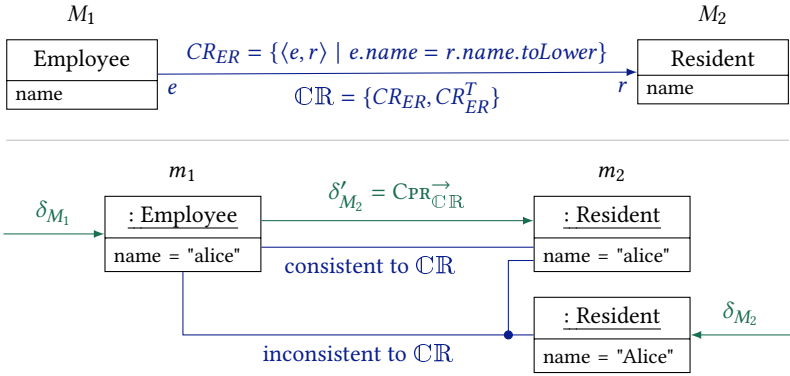 M₁ M₂
Employee CR_ER = {⟨e, r⟩ | e.name = r.name.toLower} Resident
name e ℂℝ = {CR_ER, CR_ER^T} r name
m₁ m₂
δ_M₁ : Employee δ′_M₂ = Cpr→_ℂℝ : Resident
name = "alice" consistent to ℂℝ name = "alice"
: Resident δ_M₂
inconsistent to ℂℝ name = "Alice"